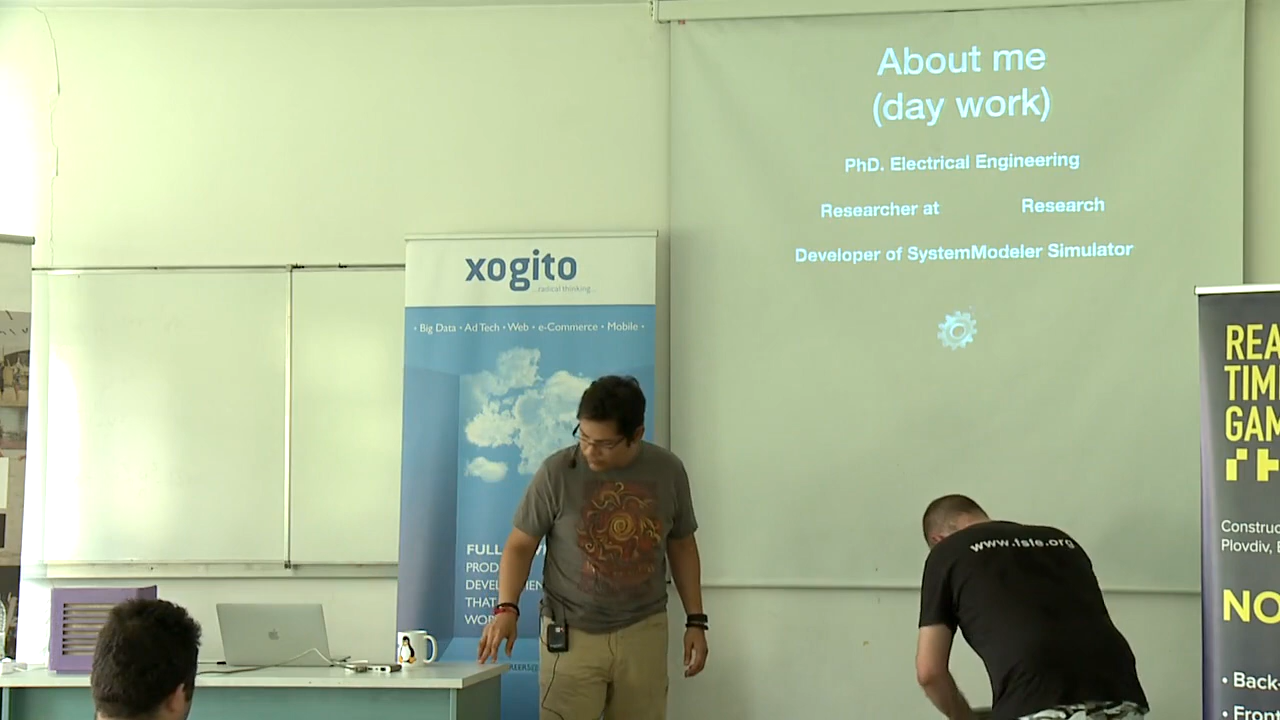 About me
(day work)
PhD. Electrical Engineering
Researcher at Research
Developer of SystemModeler Simulator
xogito
...radical thinking...
· Big Data · Ad Tech · Web · e-Commerce · Mobile ·
FULL
PROD
DEVELOPMEN
THAT
WOR
www.fsfe.org
REA
TIM
GAM
Construc
Plovdiv, B
NO
· Back-
· Front